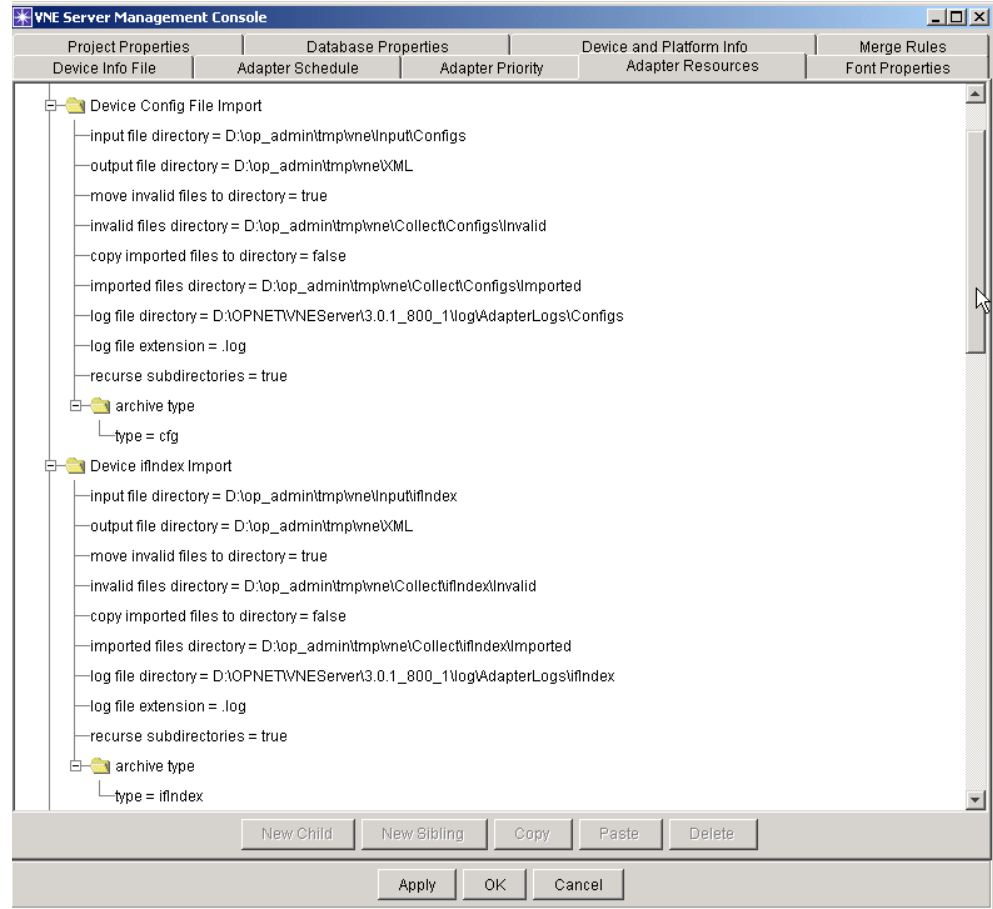 VNE Server Management Console
Project Properties Database Properties Device and Platform Info Merge Rules
Device Info File Adapter Schedule Adapter Priority Adapter Resources Font Properties
Device Config File Import
input file directory = D:\op_admin\tmp\vne\Input\Configs
output file directory = D:\op_admin\tmp\vne\XML
move invalid files to directory = true
invalid files directory = D:\op_admin\tmp\vne\Collect\Configs\Invalid
copy imported files to directory = false
imported files directory = D:\op_admin\tmp\vne\Collect\Configs\Imported
log file directory = D:\OPNET\VNEServer\3.0.1_800_1\log\AdapterLogs\Configs
log file extension = .log
recurse subdirectories = true
archive type
type = cfg
Device ifIndex Import
input file directory = D:\op_admin\tmp\vne\Input\ifIndex
output file directory = D:\op_admin\tmp\vne\XML
move invalid files to directory = true
invalid files directory = D:\op_admin\tmp\vne\Collect\ifIndex\Invalid
copy imported files to directory = false
imported files directory = D:\op_admin\tmp\vne\Collect\ifIndex\Imported
log file directory = D:\OPNET\VNEServer\3.0.1_800_1\log\AdapterLogs\ifIndex
log file extension = .log
recurse subdirectories = true
archive type
type = ifIndex
New Child New Sibling Copy Paste Delete
Apply OK Cancel